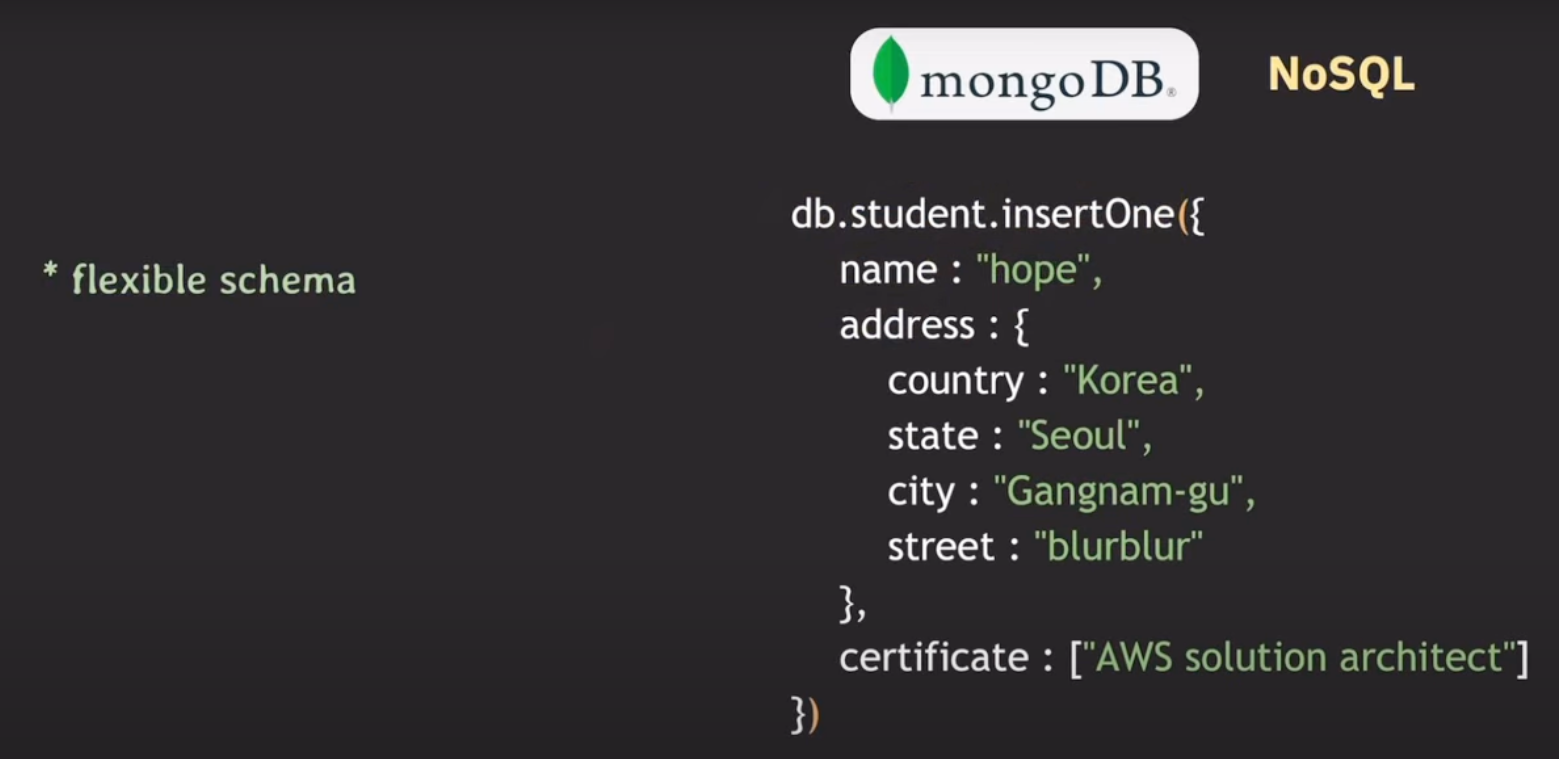 mongoDB®
NoSQL
* flexible schema
db.student.insertOne({
name : "hope",
address : {
country : "Korea",
state : "Seoul",
city : "Gangnam-gu",
street : "blurblur"
},
certificate : ["AWS solution architect"]
})